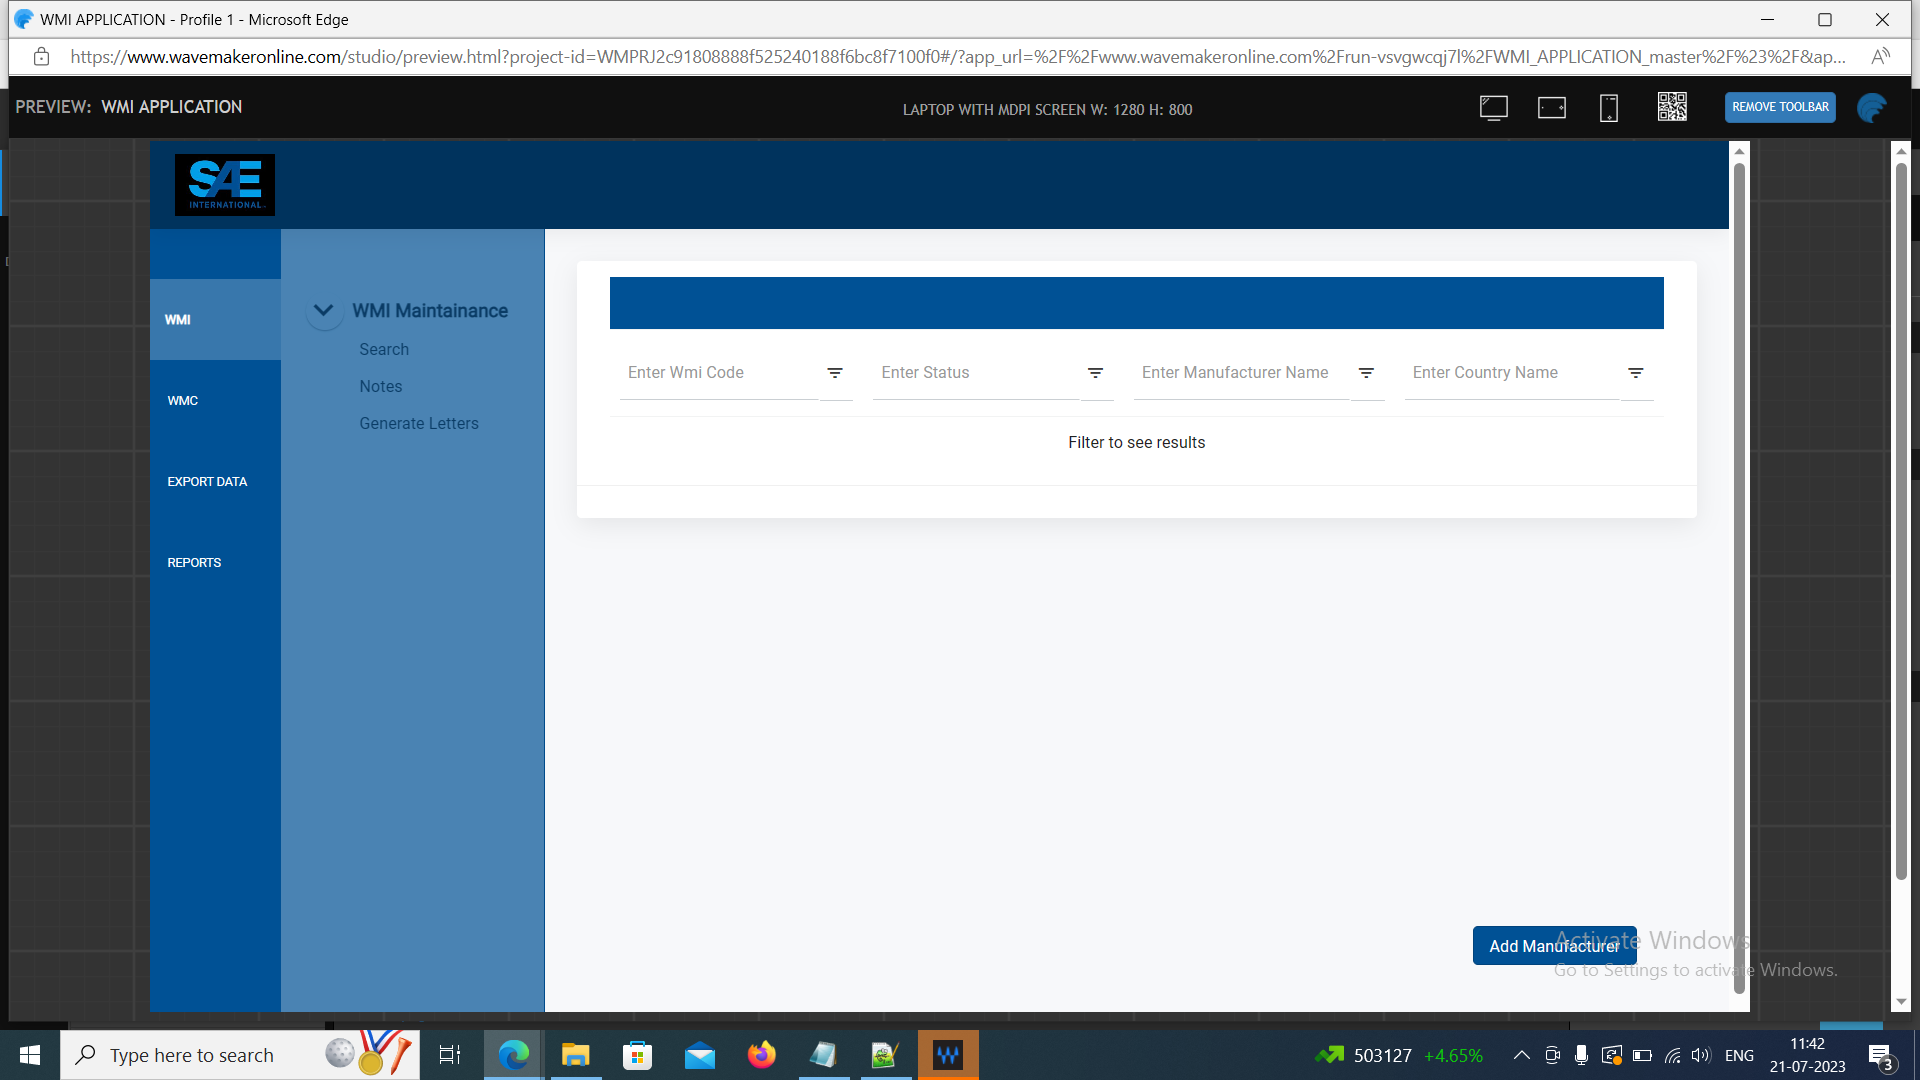 WMI APPLICATION - Profile 1 - Microsoft Edge
https://www.wavemakeronline.com/studio/preview.html?project-id=WMPRJ2c91808888f525240188f6bc8f7100f0#/?app_url=%2F%2Fwww.wavemakeronline.com%2Frun-vsvgwcqj7l%2FWMI_APPLICATION_master%2F%23%2F&ap...
PREVIEW: WMI APPLICATION
LAPTOP WITH MDPI SCREEN W: 1280 H: 800
REMOVE TOOLBAR
SAE
INTERNATIONAL
WMI
WMC
EXPORT DATA
REPORTS
WMI Maintainance
Search
Notes
Generate Letters
Enter Wmi Code
Enter Status
Enter Manufacturer Name
Enter Country Name
Filter to see results
Add Manufacturer
Activate Windows
Go to Settings to activate Windows.
Type here to search
503127 +4.65%
ENG
11:42
21-07-2023
3